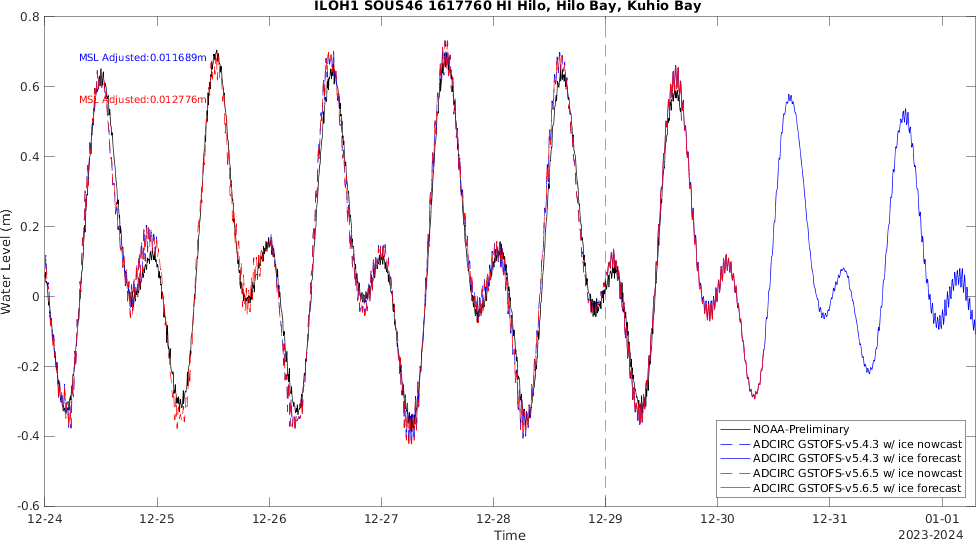 ILOH1 SOUS46 1617760 HI Hilo, Hilo Bay, Kuhio Bay
MSL Adjusted:0.011689m
MSL Adjusted:0.012776m
Water Level (m)
0.8
0.6
0.4
0.2
0
-0.2
-0.4
-0.6
NOAA-Preliminary
ADCIRC GSTOFS-v5.4.3 w/ ice nowcast
ADCIRC GSTOFS-v5.4.3 w/ ice forecast
ADCIRC GSTOFS-v5.6.5 w/ ice nowcast
ADCIRC GSTOFS-v5.6.5 w/ ice forecast
12-24 12-25 12-26 12-27 12-28 12-29 12-30 12-31 01-01
Time
2023-2024